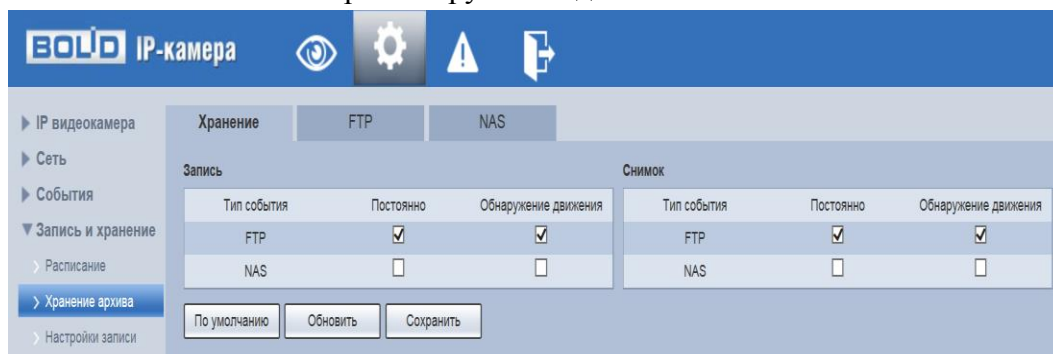 BOLID IP-камера
IP видеокамера
Сеть
События
Запись и хранение
Расписание
Хранение архива
Настройки записи
Хранение FTP NAS
Запись
Тип события Постоянно Обнаружение движения
FTP
NAS
Снимок
Тип события Постоянно Обнаружение движения
FTP
NAS
По умолчанию Обновить Сохранить